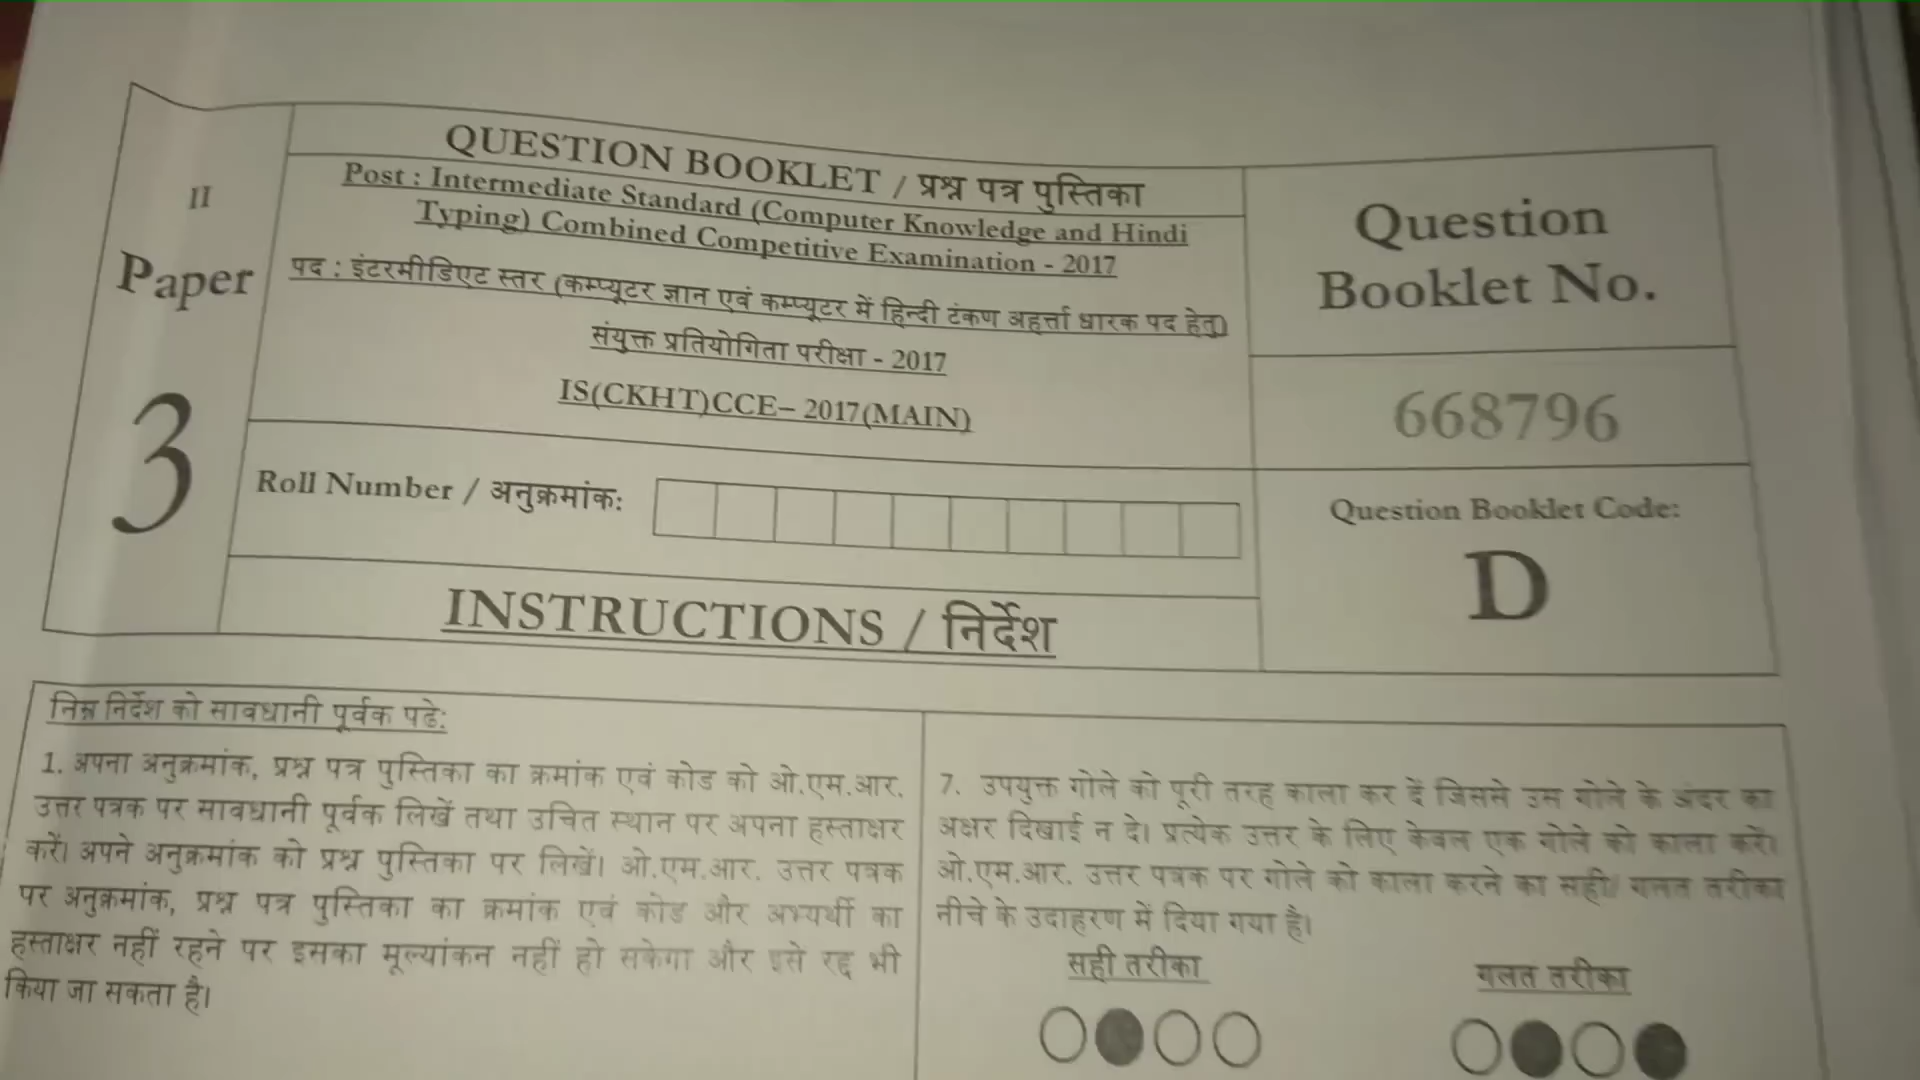 II
Paper
3
QUESTION BOOKLET / प्रश्न पत्र पुस्तिका
Post : Intermediate Standard (Computer Knowledge and Hindi
Typing) Combined Competitive Examination - 2017
पद : इंटरमीडिएट स्तर (कम्प्यूटर ज्ञान एवं कम्प्यूटर में हिन्दी टंकण अहर्त्ता धारक पद हेतु)
संयुक्त प्रतियोगिता परीक्षा - 2017
IS(CKHT)CCE– 2017(MAIN)
Roll Number / अनुक्रमांक:
Question
Booklet No.
668796
Question Booklet Code:
D
INSTRUCTIONS / निर्देश
निम्न निर्देश को सावधानी पूर्वक पढे:
1. अपना अनुक्रमांक, प्रश्न पत्र पुस्तिका का क्रमांक एवं कोड को ओ.एम.आर.
उत्तर पत्रक पर सावधानी पूर्वक लिखें तथा उचित स्थान पर अपना हस्ताक्षर
करें। अपने अनुक्रमांक को प्रश्न पुस्तिका पर लिखें। ओ.एम.आर. उत्तर पत्रक
पर अनुक्रमांक, प्रश्न पत्र पुस्तिका का क्रमांक एवं कोड और अभ्यर्थी का
हस्ताक्षर नहीं रहने पर इसका मूल्यांकन नहीं हो सकेगा और इसे रद्द भी
किया जा सकता है।
7. उपयुक्त गोले को पूरी तरह काला कर दें जिससे उस गोले के अंदर का
अक्षर दिखाई न दे। प्रत्येक उत्तर के लिए केवल एक गोले को काला करें।
ओ.एम.आर. उत्तर पत्रक पर गोले को काला करने का सही/ गलत तरीका
नीचे के उदाहरण में दिया गया है।
सही तरीका
गलत तरीका